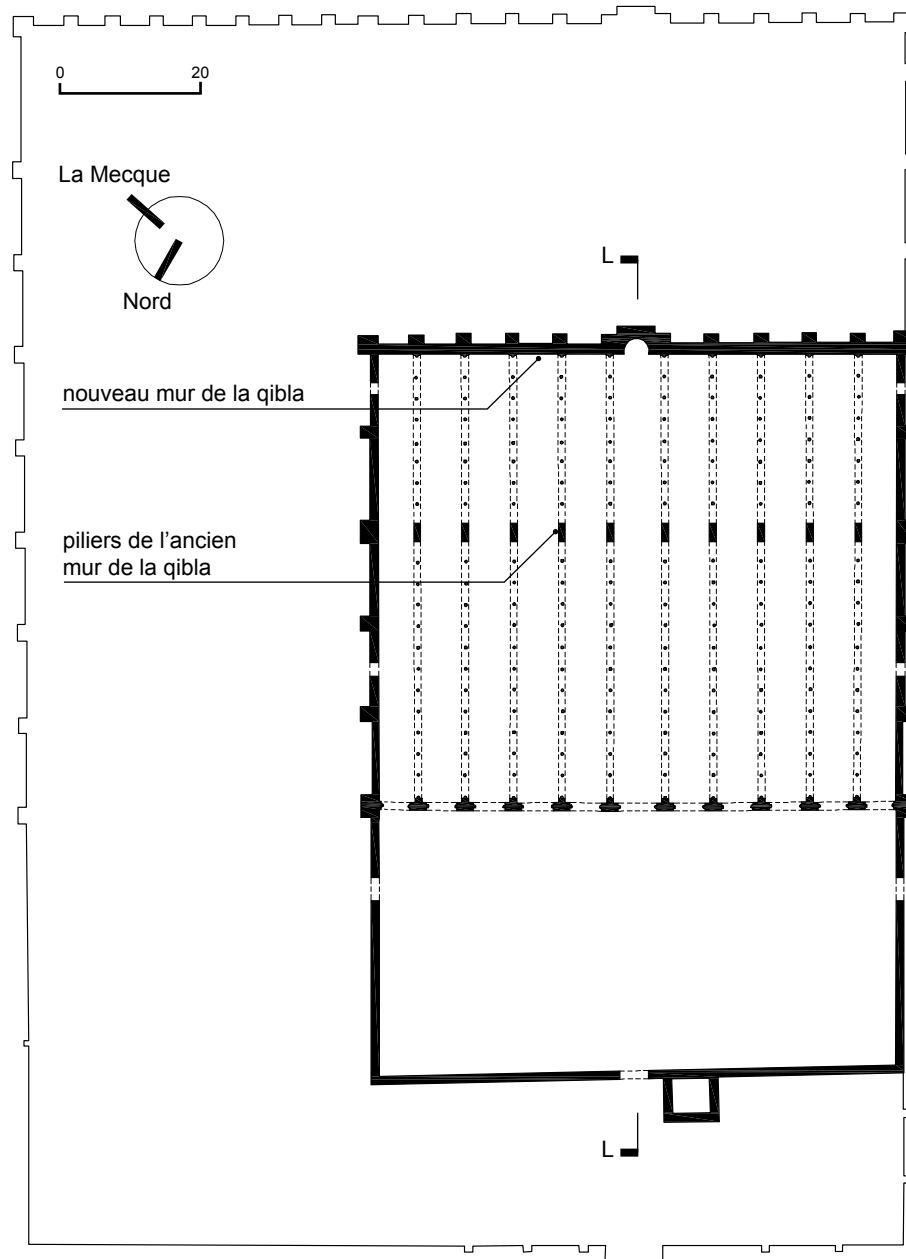 0 20
La Mecque
Nord
L
nouveau mur de la qibla
piliers de l’ancien
mur de la qibla
L